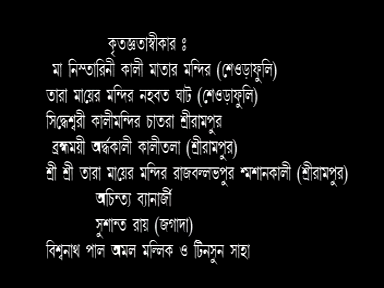 কৃতজ্ঞতাস্বীকার ঃ
মা নিস্তারিনী কালী মাতার মন্দির (শেওড়াফুলি)
তারা মায়ের মন্দির নহবত ঘাট (শেওড়াফুলি)
সিদ্ধেশ্বরী কালীমন্দির চাতরা শ্রীরামপুর
ব্রহ্মময়ী অর্দ্ধকালী কালীতলা (শ্রীরামপুর)
শ্রী শ্রী তারা মায়ের মন্দির রাজবল্লভপুর শ্মশানকালী (শ্রীরামপুর)
অচিন্ত্য ব্যানার্জী
সুশান্ত রায় (জগাদা)
বিশ্বনাথ পাল অমল মল্লিক ও টিনসুন সাহা